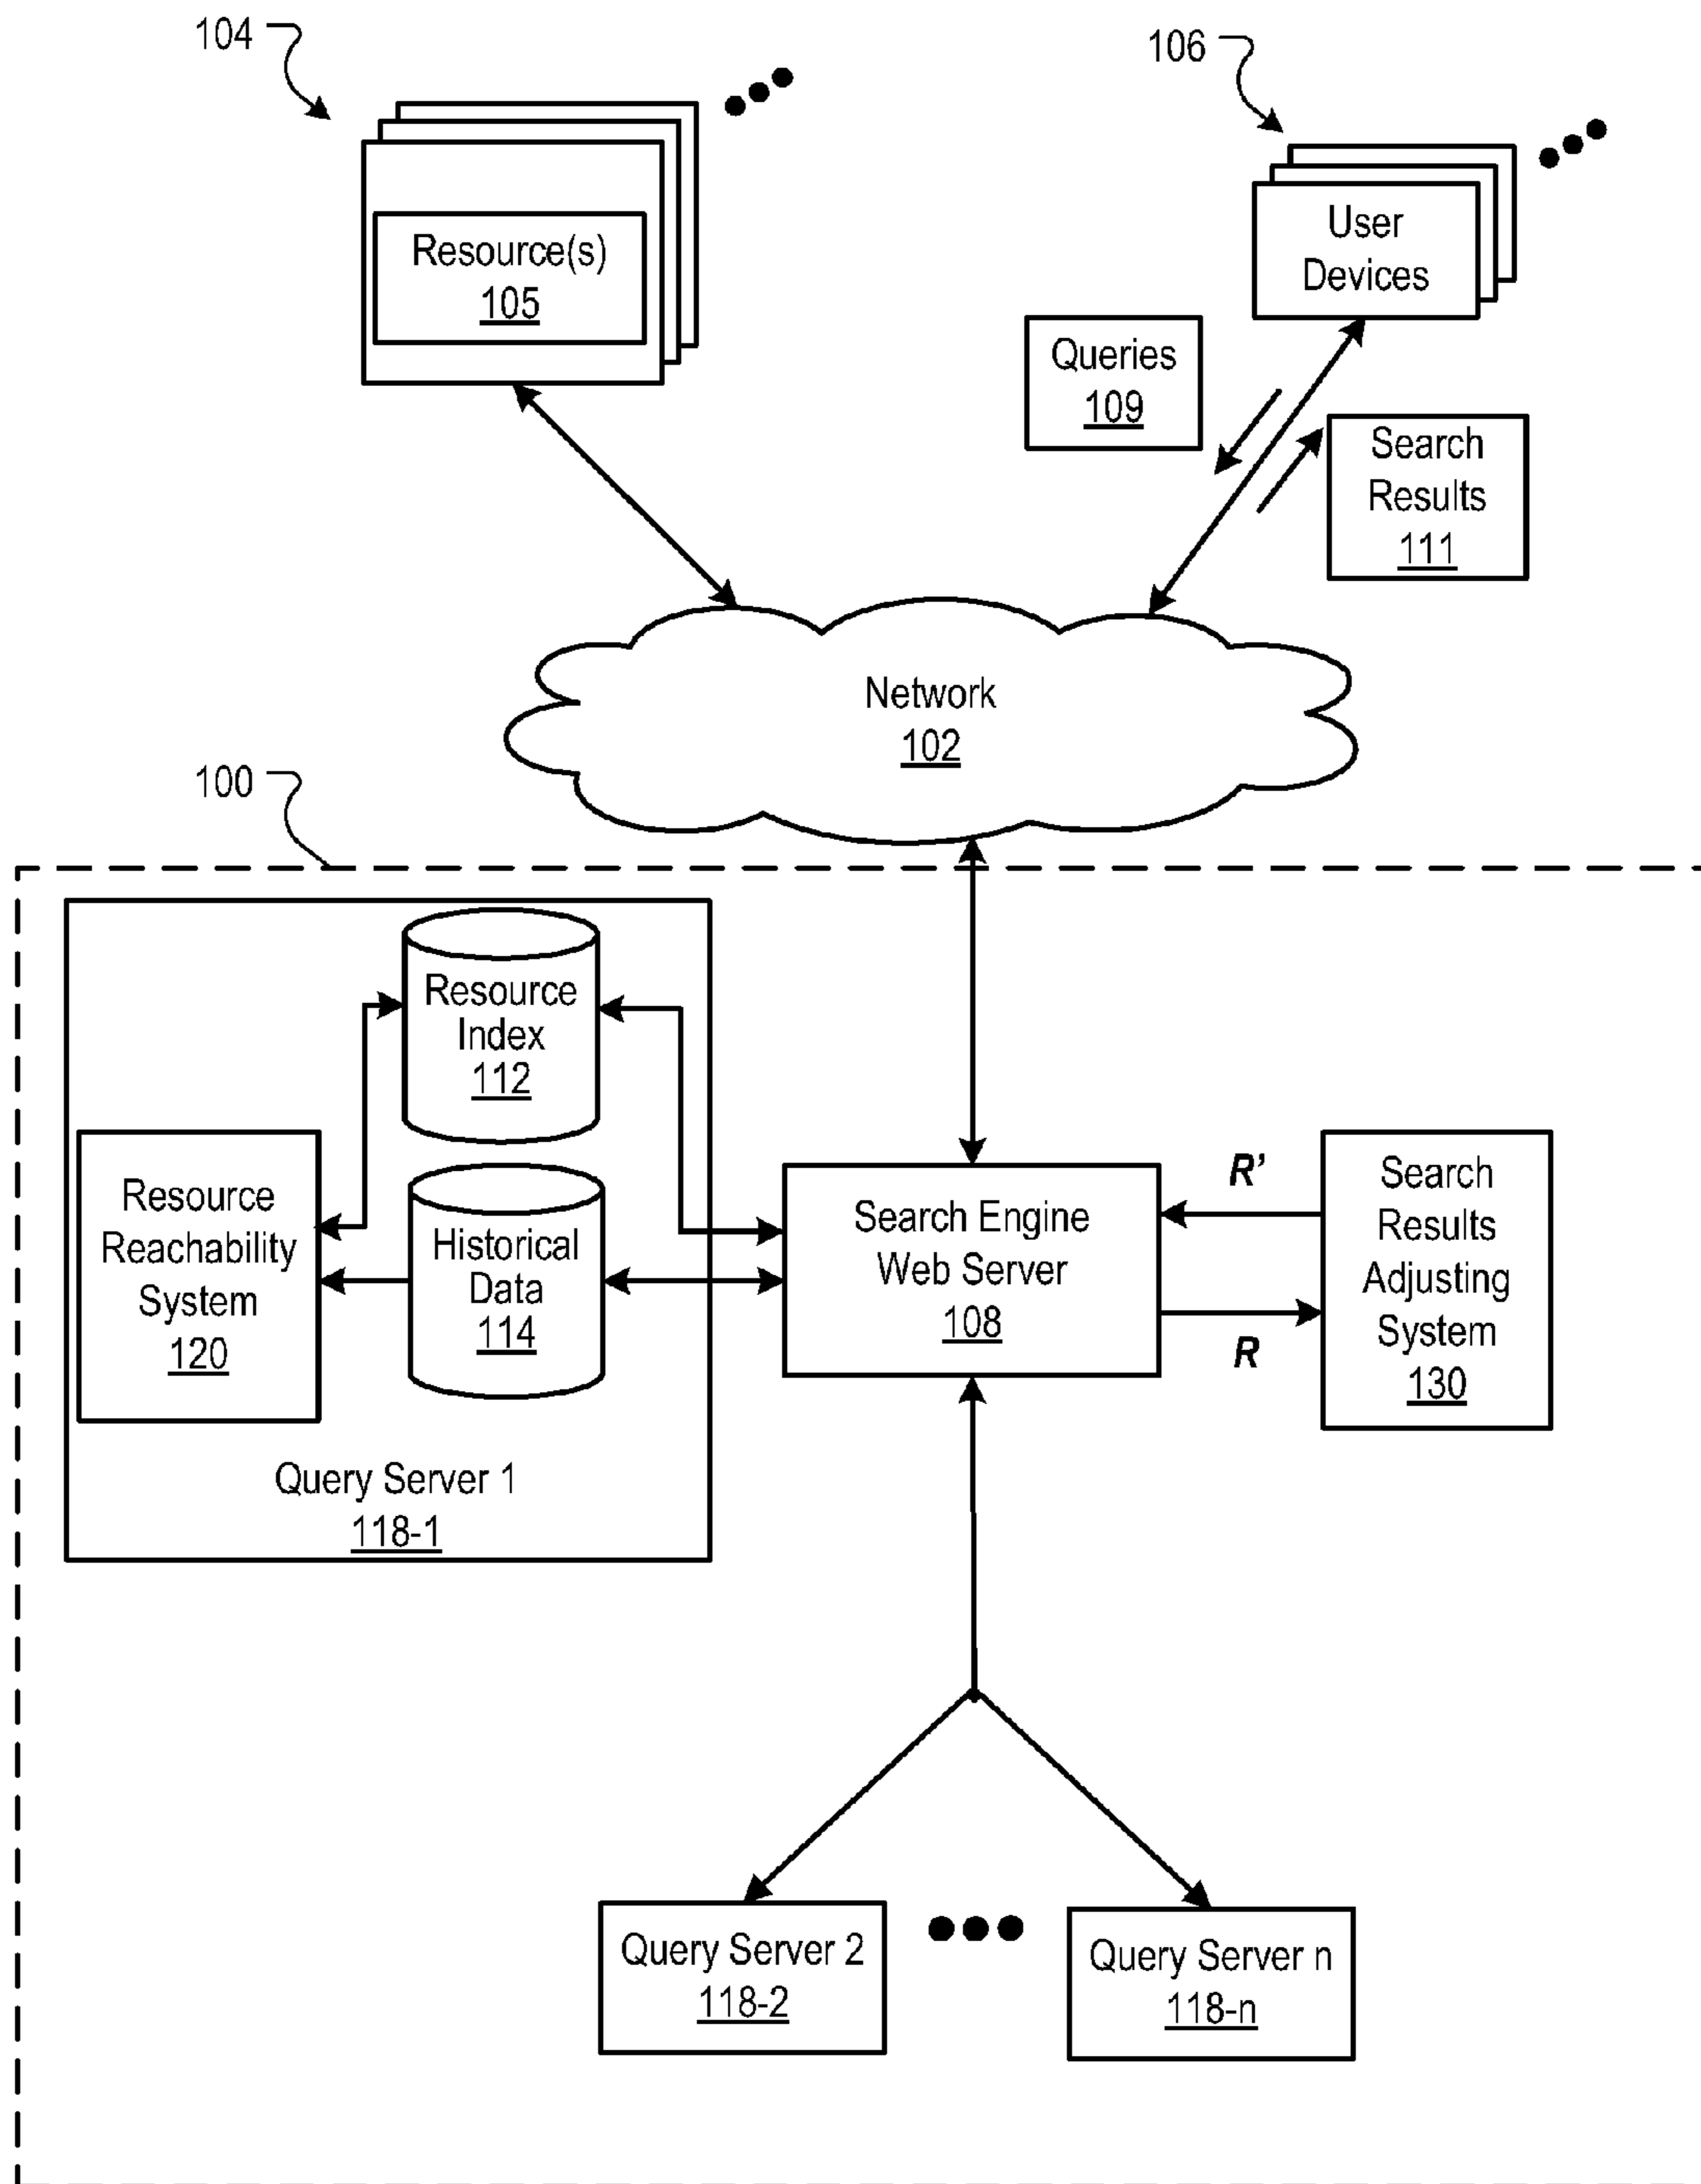 104
106
Resource(s)
105
User
Devices
Queries
109
Search
Results
111
Network
102
100
Resource
Index
112
Resource
Reachability
System
120
Historical
Data
114
Query Server 1
118-1
Search Engine
Web Server
108
R’
R
Search
Results
Adjusting
System
130
Query Server 2
118-2
Query Server n
118-n